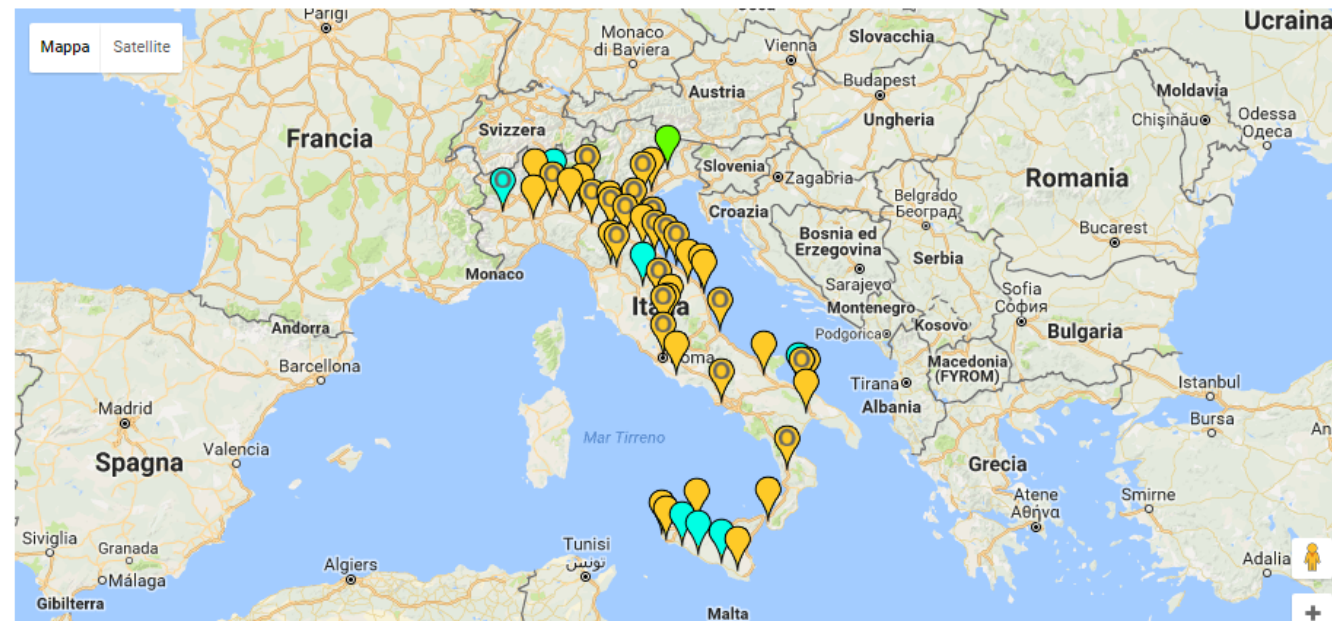 Parigi
Ucraina
Mappa
Satellite
Monaco
di Baviera
Vienna
Slovacchia
Budapest
Austria
Ungheria
Moldavia
Chișinău
Odessa
Одеса
Francia
Svizzera
Slovenia
Zagabria
Romania
Croazia
Belgrado
Београд
Bucarest
Bosnia ed
Erzegovina
Serbia
Monaco
Sarajevo
Sofia
София
Montenegro
Kosovo
Bulgaria
Andorra
Podgorica
Barcellona
Macedonia
(FYROM)
Tirana
Albania
Istanbul
Bursa
Madrid
Valencia
Mar Tirreno
Spagna
Grecia
An
Atene
Αθήνα
Smirne
Siviglia
Granada
Málaga
Algeri
Tunisi
تونس
Adalia
Gibilterra
Malta
+